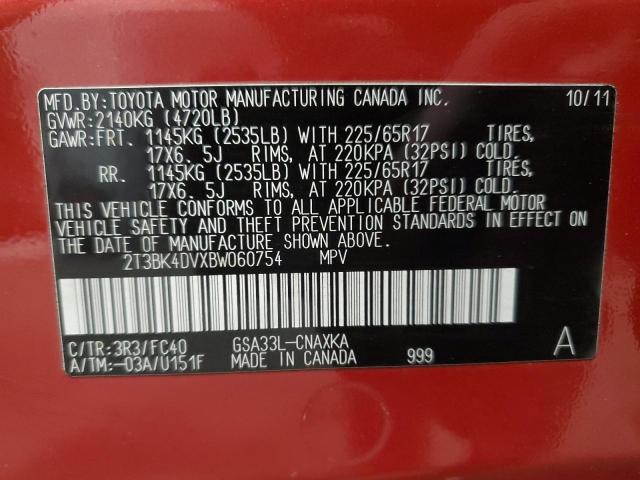 MFD.BY:TOYOTA MOTOR MANUFACTURING CANADA INC. 10/11
GVWR:2140KG (4720LB)
GAWR:FRT. 1145KG (2535LB) WITH 225/65R17 TIRES,
17X6. 5J RIMS, AT 220KPA (32PSI) COLD.
RR. 1145KG (2535LB) WITH 225/65R17 TIRES,
17X6. 5J RIMS, AT 220KPA (32PSI) COLD.
THIS VEHICLE CONFORMS TO ALL APPLICABLE FEDERAL MOTOR
VEHICLE SAFETY AND THEFT PREVENTION STANDARDS IN EFFECT ON
THE DATE OF MANUFACTURE SHOWN ABOVE.
2T3BK4DVXBW060754 MPV
C/TR:3R3/FC40 GSA33L-CNAXKA A
A/TM:-03A/U151F MADE IN CANADA 999